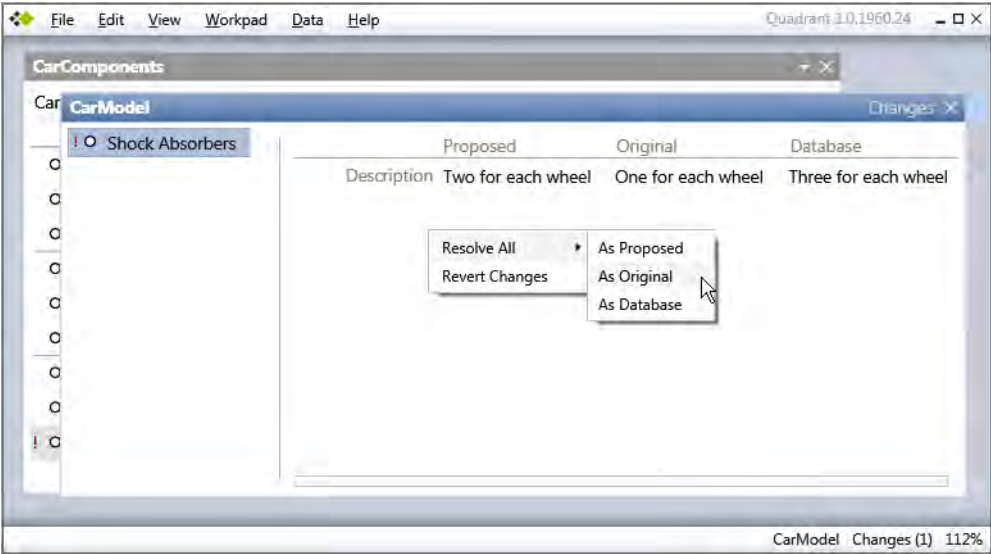 File Edit View Workpad Data Help Quadrant 3.0.1960.24
CarComponents
Car
CarModel Changes
! Shock Absorbers
Proposed Original Database
Description Two for each wheel One for each wheel Three for each wheel
Resolve All As Proposed
Revert Changes As Original
As Database
!
CarModel Changes (1) 112%